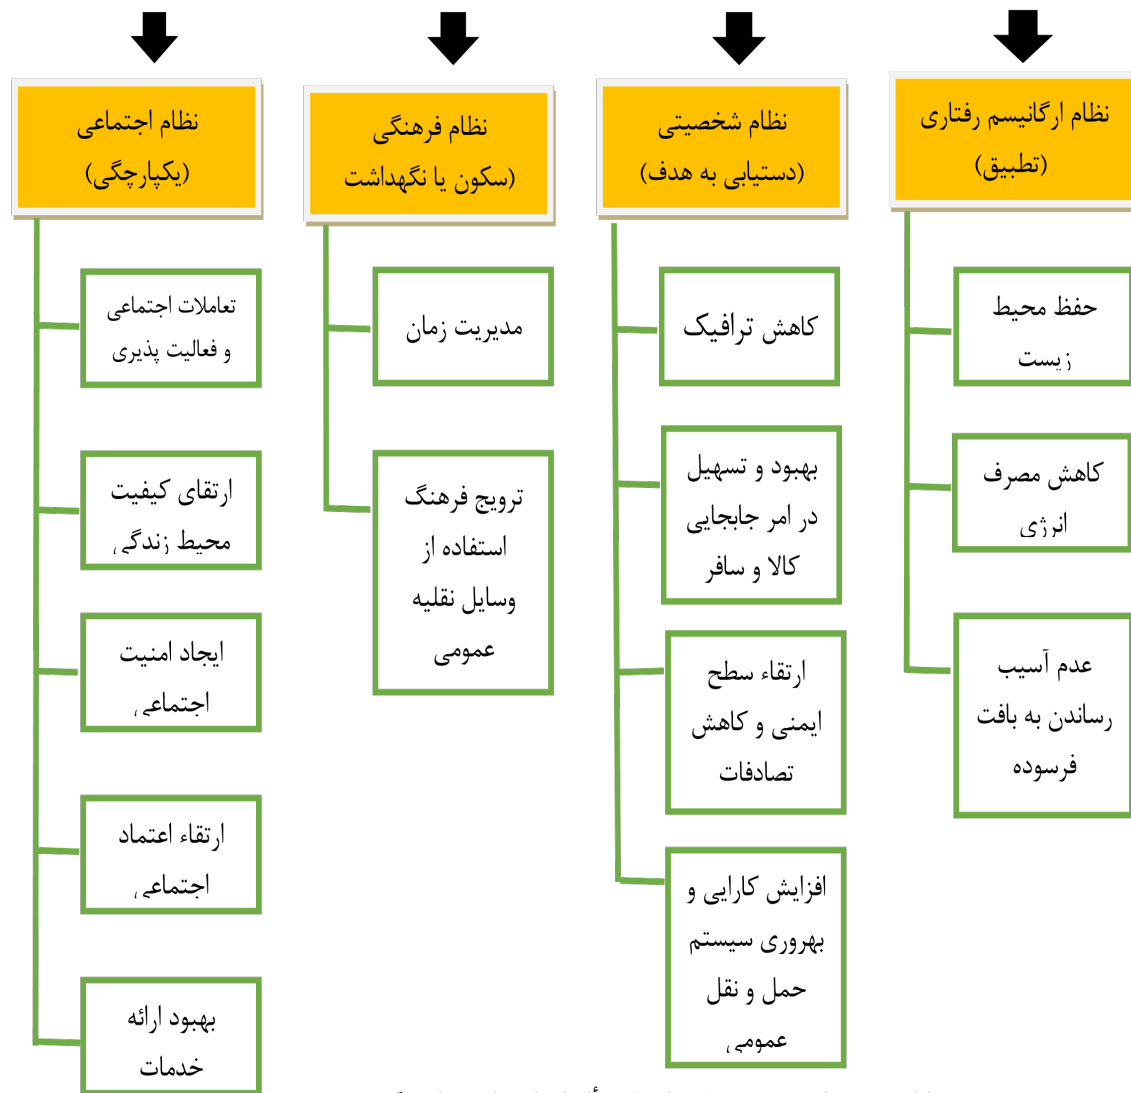 نظام ارگانیسم رفتاری
(تطبیق)
حفظ محیط
زیست
کاهش مصرف
انرژی
عدم آسیب
رساندن به بافت
فرسوده
نظام شخصیتی
(دستیابی به هدف)
کاهش ترافیک
بهبود و تسهیل
در امر جابجایی
کالا و سافر
ارتقاء سطح
ایمنی و کاهش
تصادفات
افزایش کارایی و
بهروری سیستم
حمل و نقل
عمومی
نظام فرهنگی
(سکون یا نگهداشت
مدیریت زمان
ترویج فرهنگ
استفاده از
وسایل نقلیه
عمومی
نظام اجتماعی
(یکپارچگی)
تعاملات اجتماعی
و فعالیت پذیری
ارتقای کیفیت
محیط زندگی
ایجاد امنیت
اجتماعی
ارتقاء اعتماد
اجتماعی
بهبود ارائه
خدمات